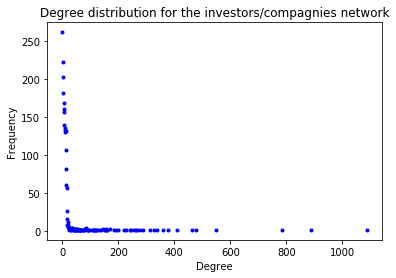 Degree distribution for the investors/compagnies network
250
200
150
100
50
0
Frequency
0 200 400 600 800 1000
Degree